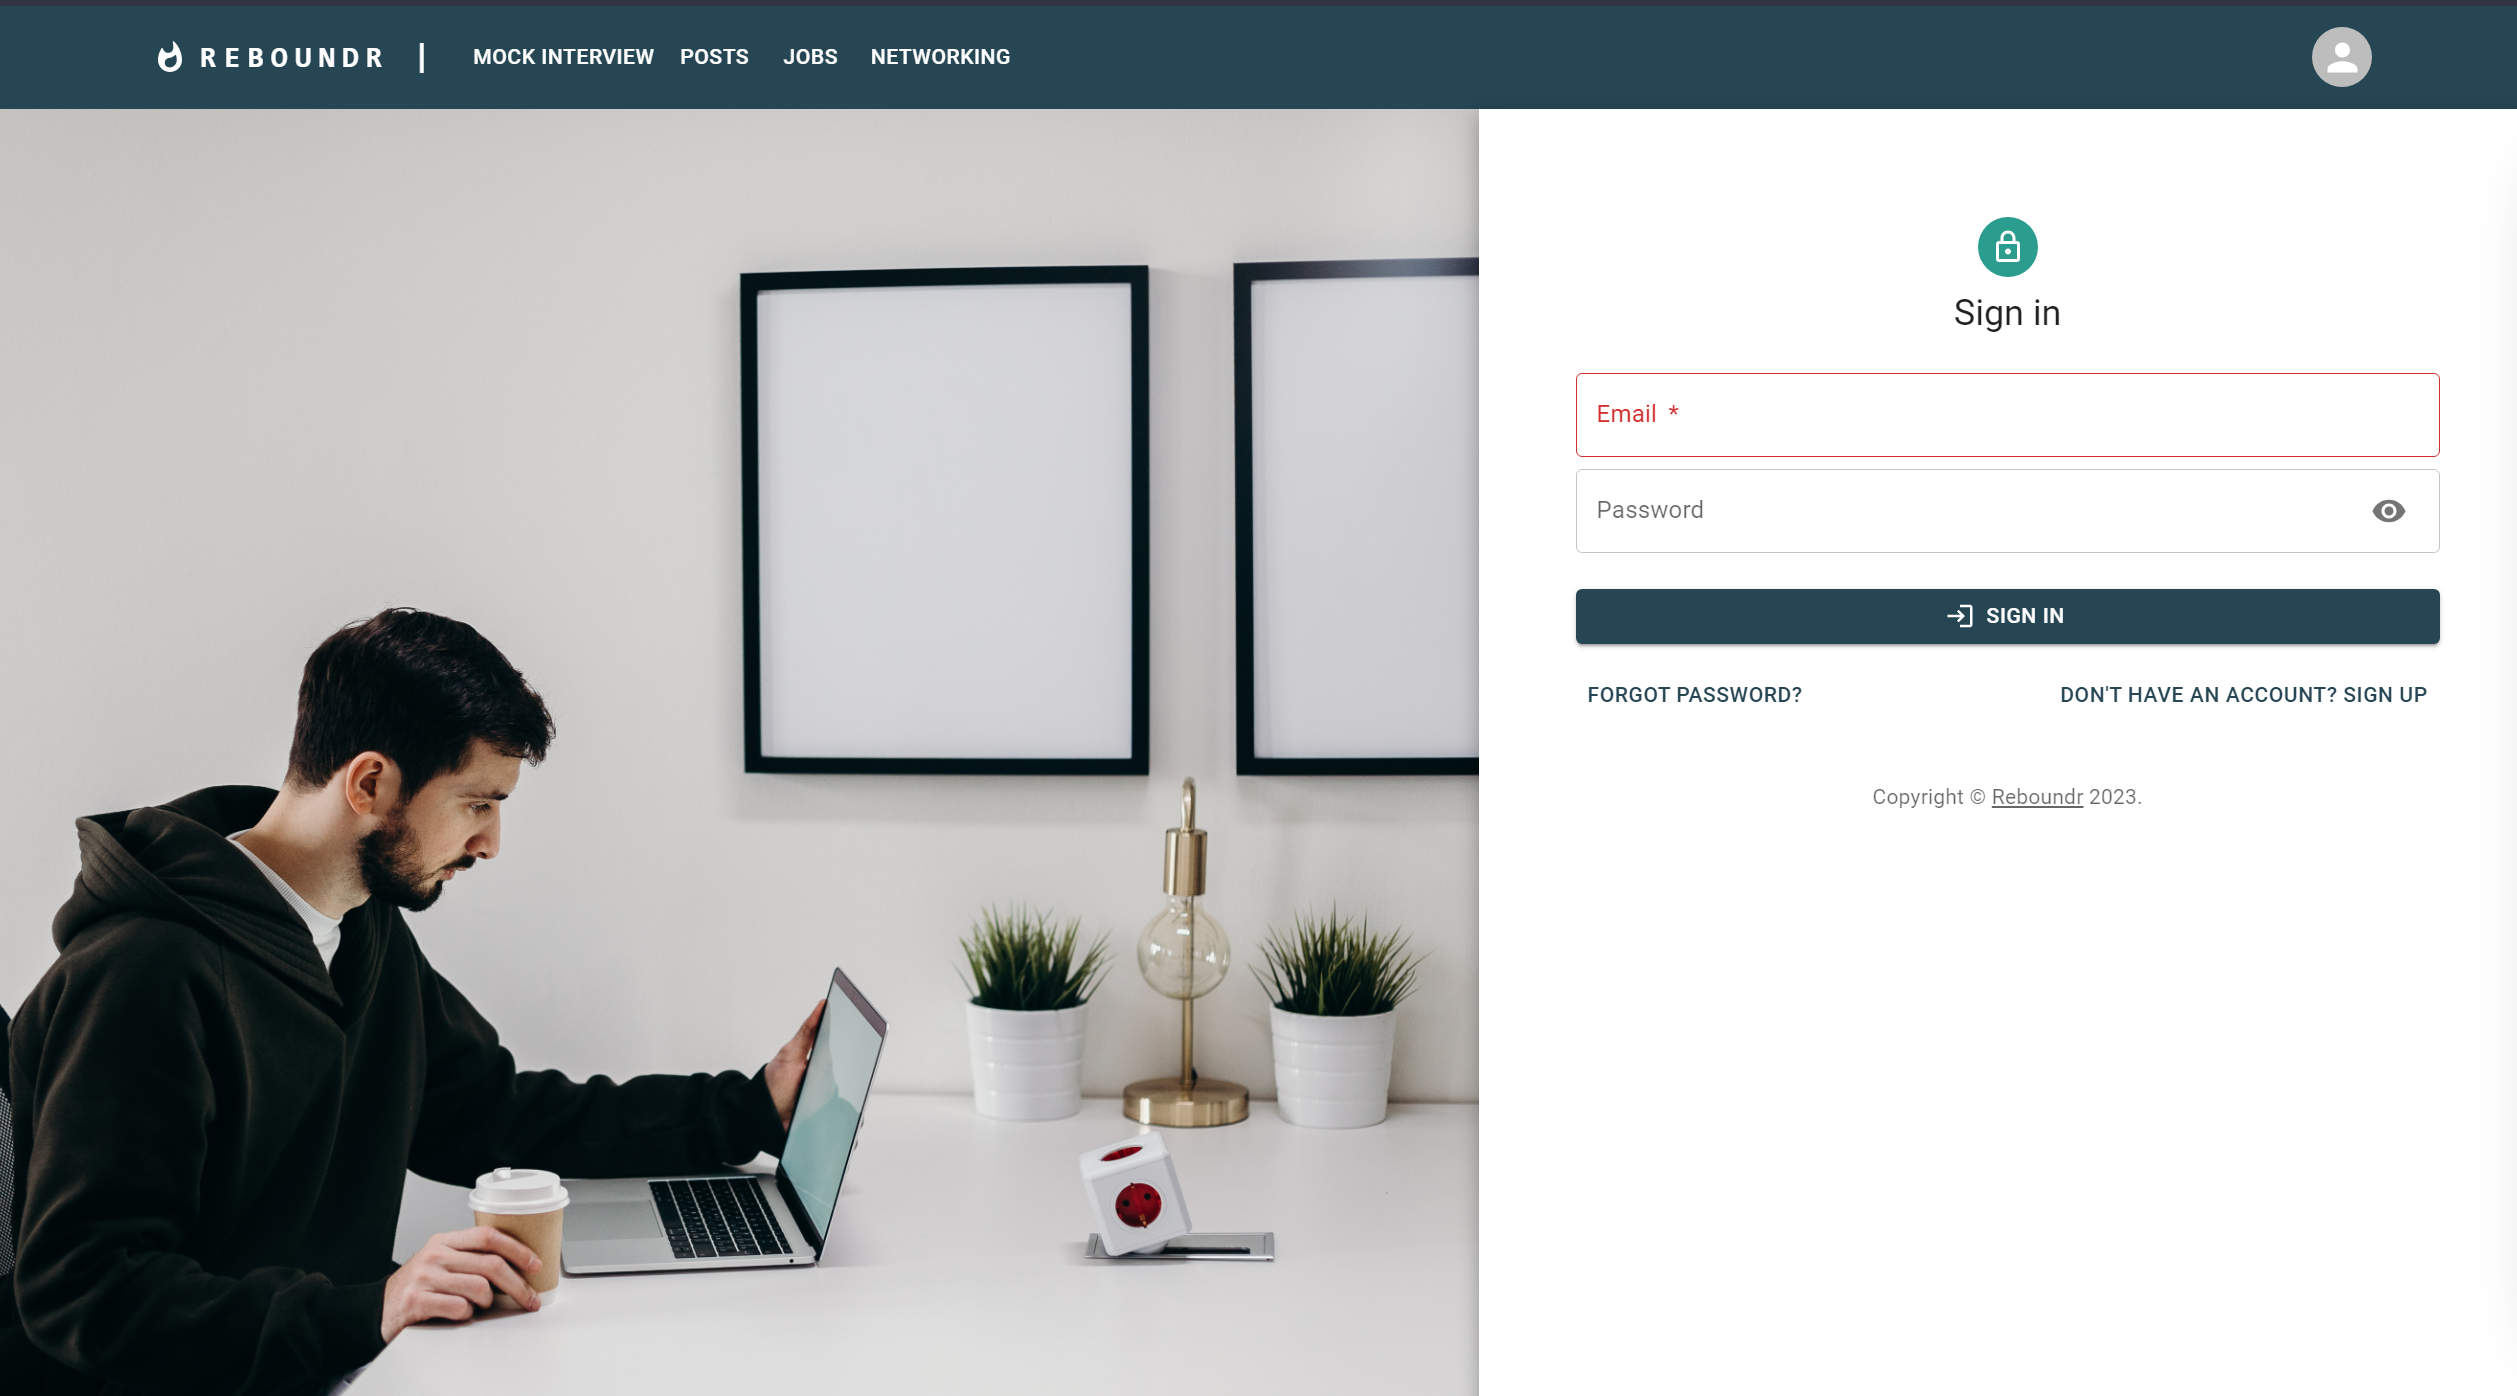 REBOUNDR | MOCK INTERVIEW POSTS JOBS NETWORKING
Sign in
Email *
Password
SIGN IN
FORGOT PASSWORD? DON'T HAVE AN ACCOUNT? SIGN UP
Copyright © Reboundr 2023.